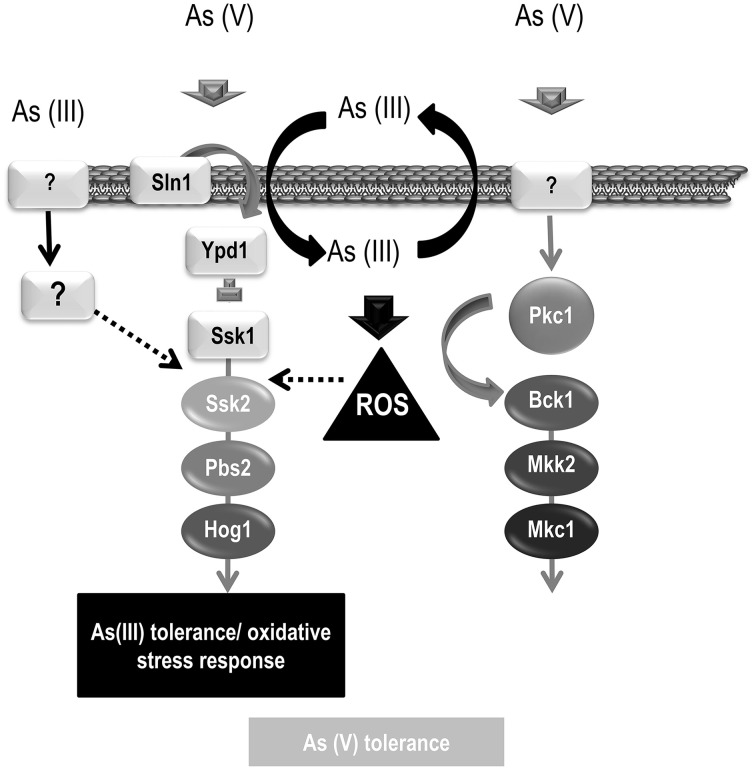 As (V)
As (V)
As (III)
As (III)
?
Sln1
?
Ypd1
As (III)
?
Ssk1
Pkc1
Ssk2
ROS
Bck1
Pbs2
Mkk2
Hog1
Mkc1
As(III) tolerance/ oxidative
stress response
As (V) tolerance